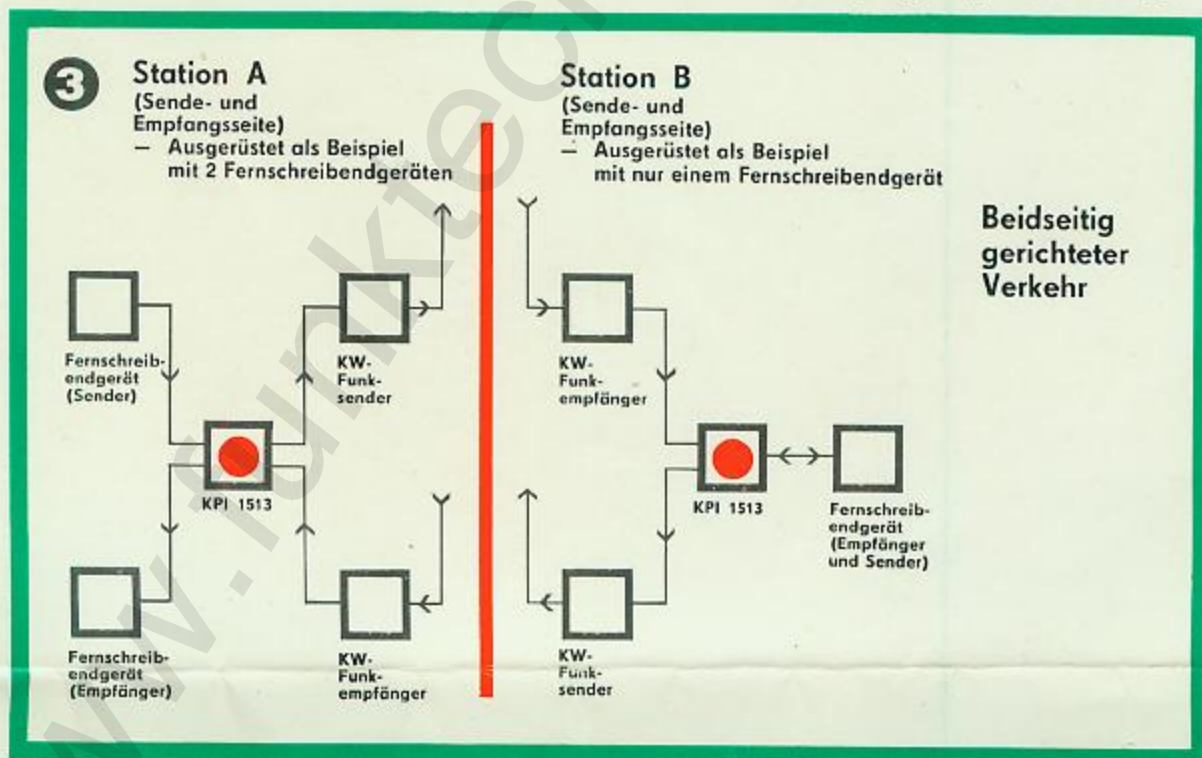 3
Station A
(Sende- und
Empfangsseite)
– Ausgerüstet als Beispiel
mit 2 Fernschreibendgeräten
Station B
(Sende- und
Empfangsseite)
– Ausgerüstet als Beispiel
mit nur einem Fernschreibendgerät
Beidseitig
gerichteter
Verkehr
Fernschreib-
endgerät
(Sender)
KW-
Funk-
sender
KPI 1513
Fernschreib-
endgerät
(Empfänger)
KW-
Funk-
empfänger
KW-
Funk-
empfänger
KPI 1513
Fernschreib-
endgerät
(Empfänger
und Sender)
KW-
Funk-
sender
www.funktec